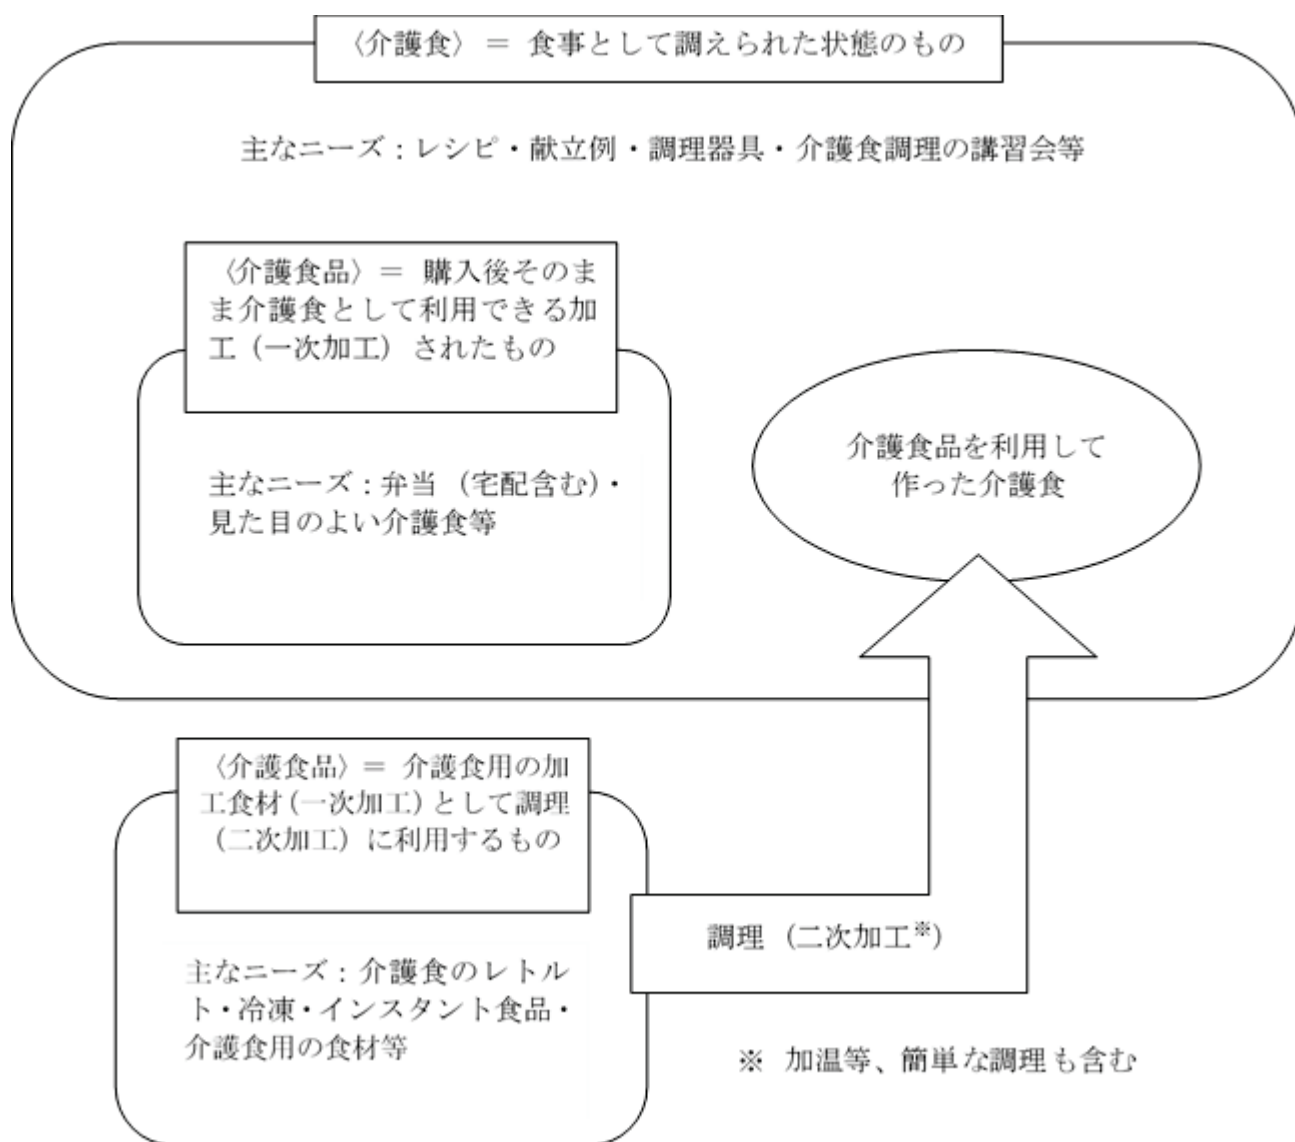 〈介護食〉＝ 食事として調えられた状態のもの
主なニーズ：レシピ・献立例・調理器具・介護食調理の講習会等
〈介護食品〉＝ 購入後そのま
ま介護食として利用できる加
工（一次加工）されたもの
主なニーズ：弁当（宅配含む）・
見た目のよい介護食等
介護食品を利用して
作った介護食
〈介護食品〉＝ 介護食用の加
工食材（一次加工）として調理
（二次加工）に利用するもの
主なニーズ：介護食のレトル
ト・冷凍・インスタント食品・
介護食用の食材等
調理（二次加工※）
※ 加温等、簡単な調理も含む